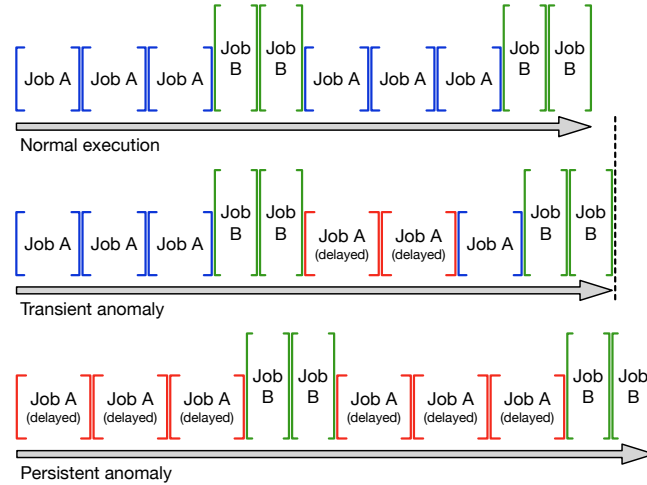 Job A Job A Job A Job B Job B Job A Job A Job A Job B Job B
Normal execution
Job A Job A Job A Job B Job B Job A (delayed) Job A (delayed) Job A Job B Job B
Transient anomaly
Job A (delayed) Job A (delayed) Job A (delayed) Job B Job B Job A (delayed) Job A (delayed) Job A (delayed) Job B Job B
Persistent anomaly